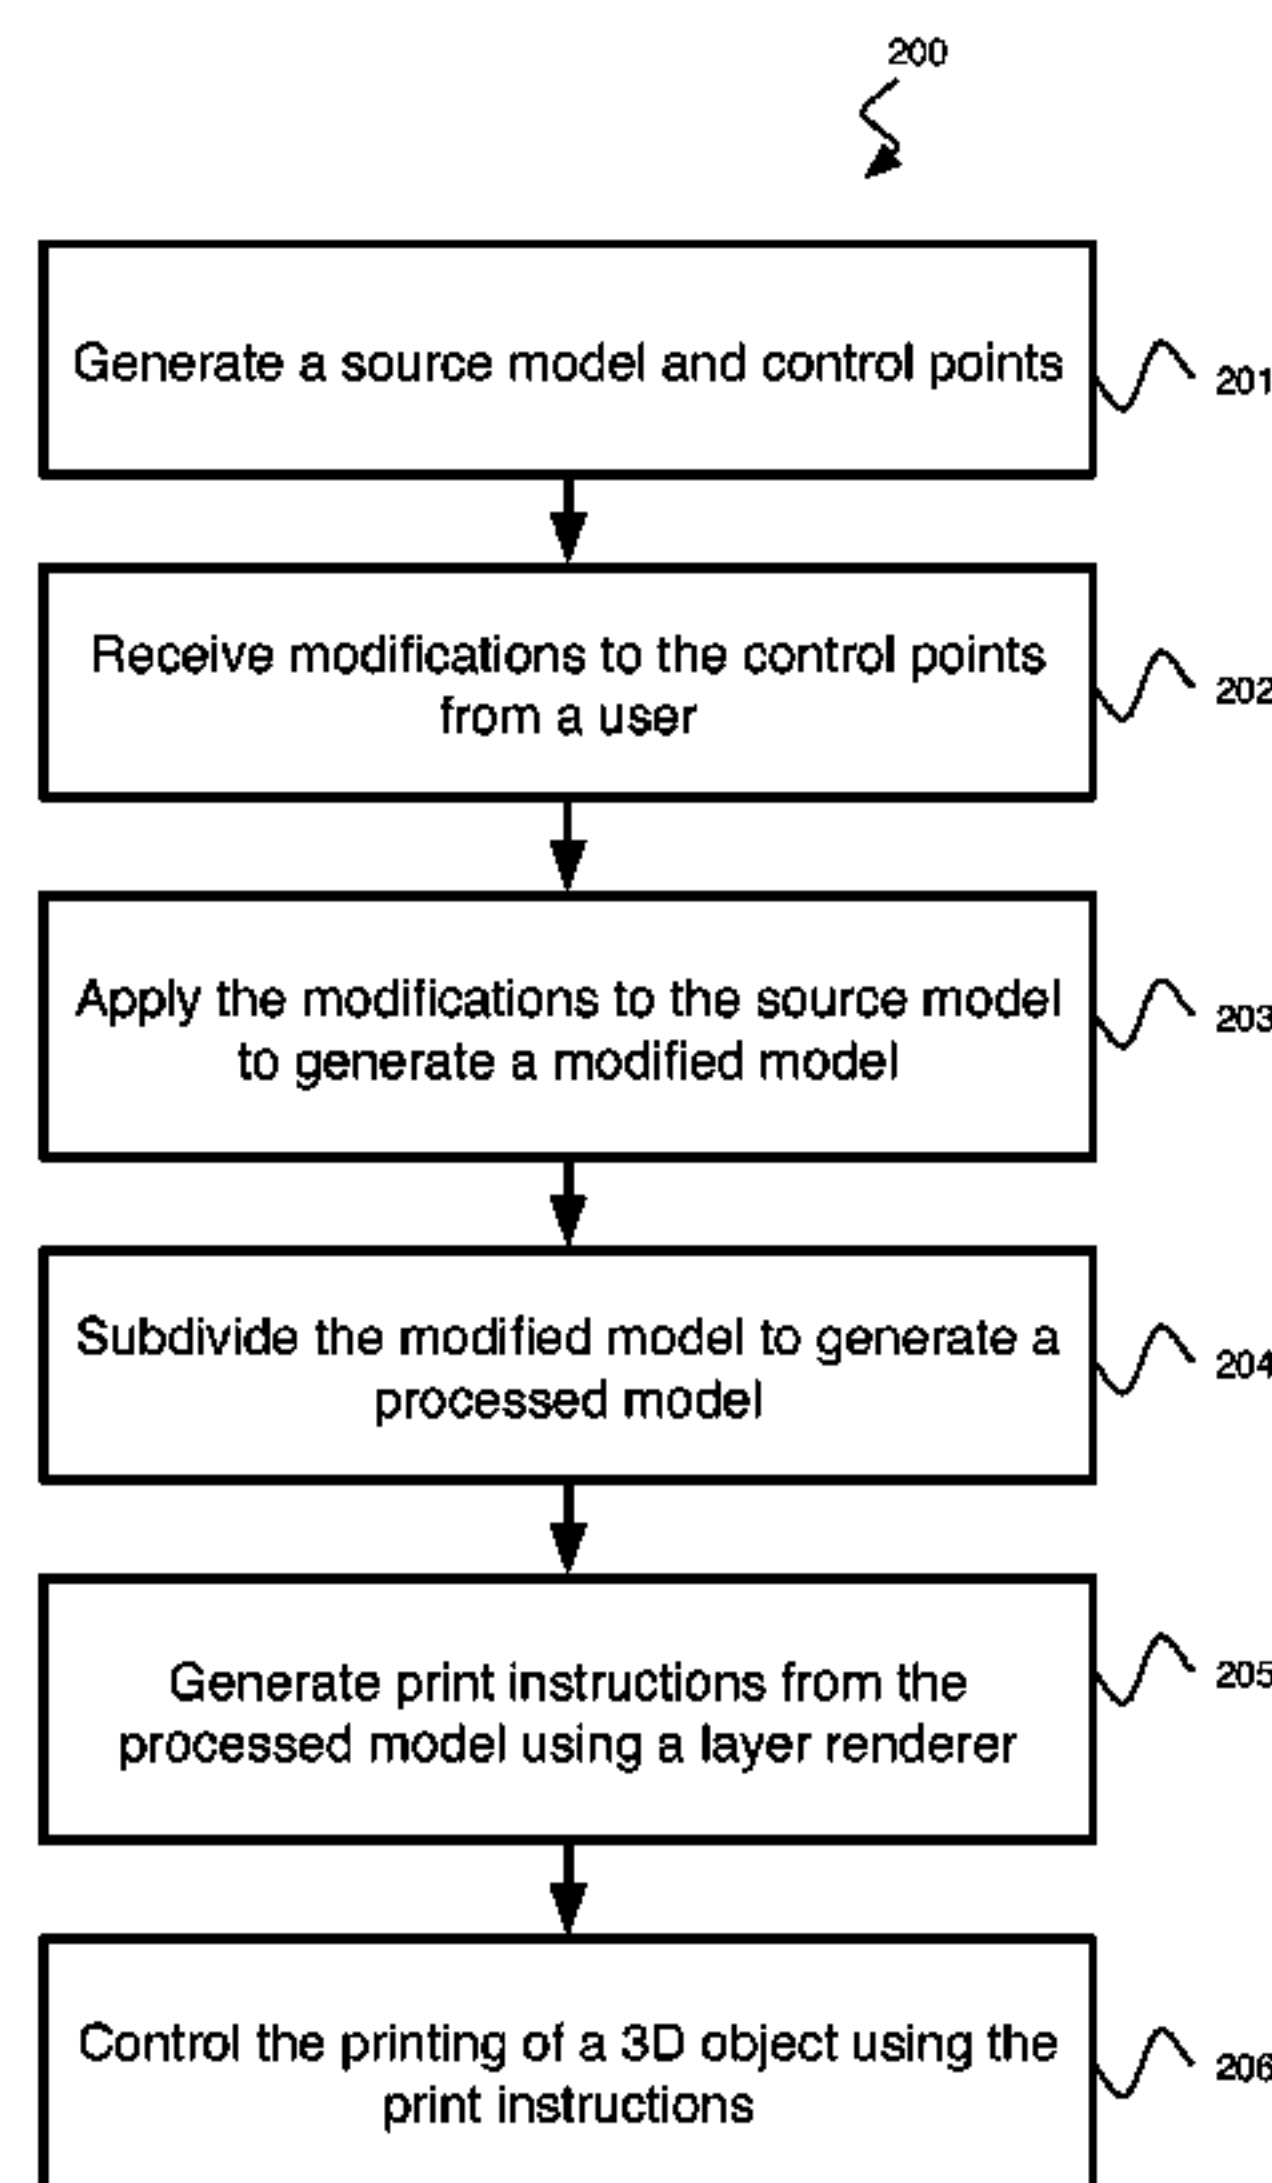 200
Generate a source model and control points
201
Receive modifications to the control points
from a user
202
Apply the modifications to the source model
to generate a modified model
203
Subdivide the modified model to generate a
processed model
204
Generate print instructions from the
processed model using a layer renderer
205
Control the printing of a 3D object using the
print instructions
206